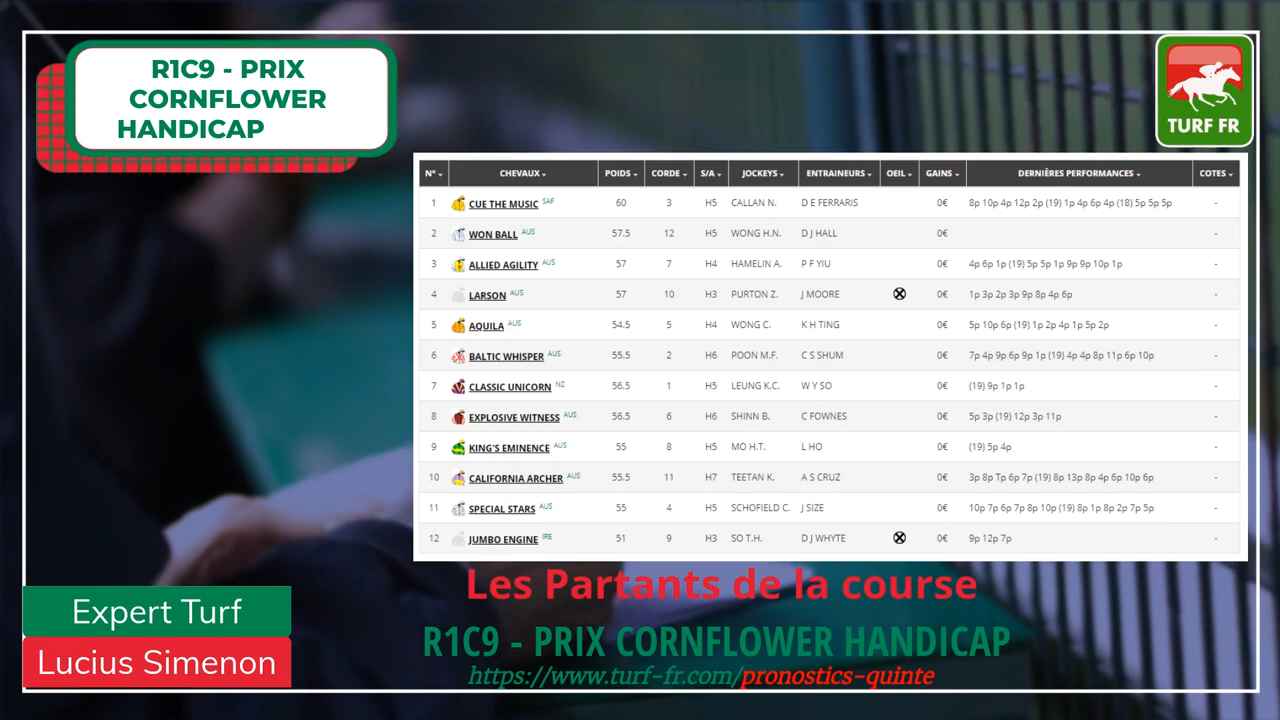 R1C9 - PRIX
CORNFLOWER
HANDICAP
TURF FR
N° CHEVAUX POIDS CORDE S/A JOCKEYS ENTRAINEURS OEIL GAINS DERNIÈRES PERFORMANCES COTES
1 CUE THE MUSIC SAF 60 3 H5 CALLAN N. D E FERRARIS 0€ 8p 10p 4p 12p 2p (19) 1p 4p 6p 4p (18) 5p 5p 5p -
2 WON BALL AUS 57.5 12 H5 WONG H.N. D J HALL 0€ -
3 ALLIED AGILITY AUS 57 7 H4 HAMELIN A. P F YIU 0€ 4p 6p 1p (19) 5p 5p 1p 9p 9p 10p 1p -
4 LARSON AUS 57 10 H3 PURTON Z. J MOORE 0€ 1p 3p 2p 3p 9p 8p 4p 6p -
5 AQUILA AUS 54.5 5 H4 WONG C. K H TING 0€ 5p 10p 6p (19) 1p 2p 4p 1p 5p 2p -
6 BALTIC WHISPER AUS 55.5 2 H6 POON M.F. C S SHUM 0€ 7p 4p 9p 6p 9p 1p (19) 4p 4p 8p 11p 6p 10p -
7 CLASSIC UNICORN NZ 56.5 1 H5 LEUNG K.C. W Y SO 0€ (19) 9p 1p 1p -
8 EXPLOSIVE WITNESS AUS 56.5 6 H6 SHINN B. C FOWNES 0€ 5p 3p (19) 12p 3p 11p -
9 KING'S EMINENCE AUS 55 8 H5 MO H.T. L HO 0€ (19) 5p 4p -
10 CALIFORNIA ARCHER AUS 55.5 11 H7 TEETAN K. A S CRUZ 0€ 3p 8p Tp 6p 7p (19) 8p 13p 8p 4p 6p 10p 6p -
11 SPECIAL STARS AUS 55 4 H5 SCHOFIELD C. J SIZE 0€ 10p 7p 6p 7p 8p 10p (19) 8p 1p 8p 2p 7p 5p -
12 JUMBO ENGINE IRE 51 9 H3 SO T.H. D J WHYTE 0€ 9p 12p 7p -
Les Partants de la course
R1C9 - PRIX CORNFLOWER HANDICAP
https://www.turf-fr.com/pronostics-quinte
Expert Turf
Lucius Simenon